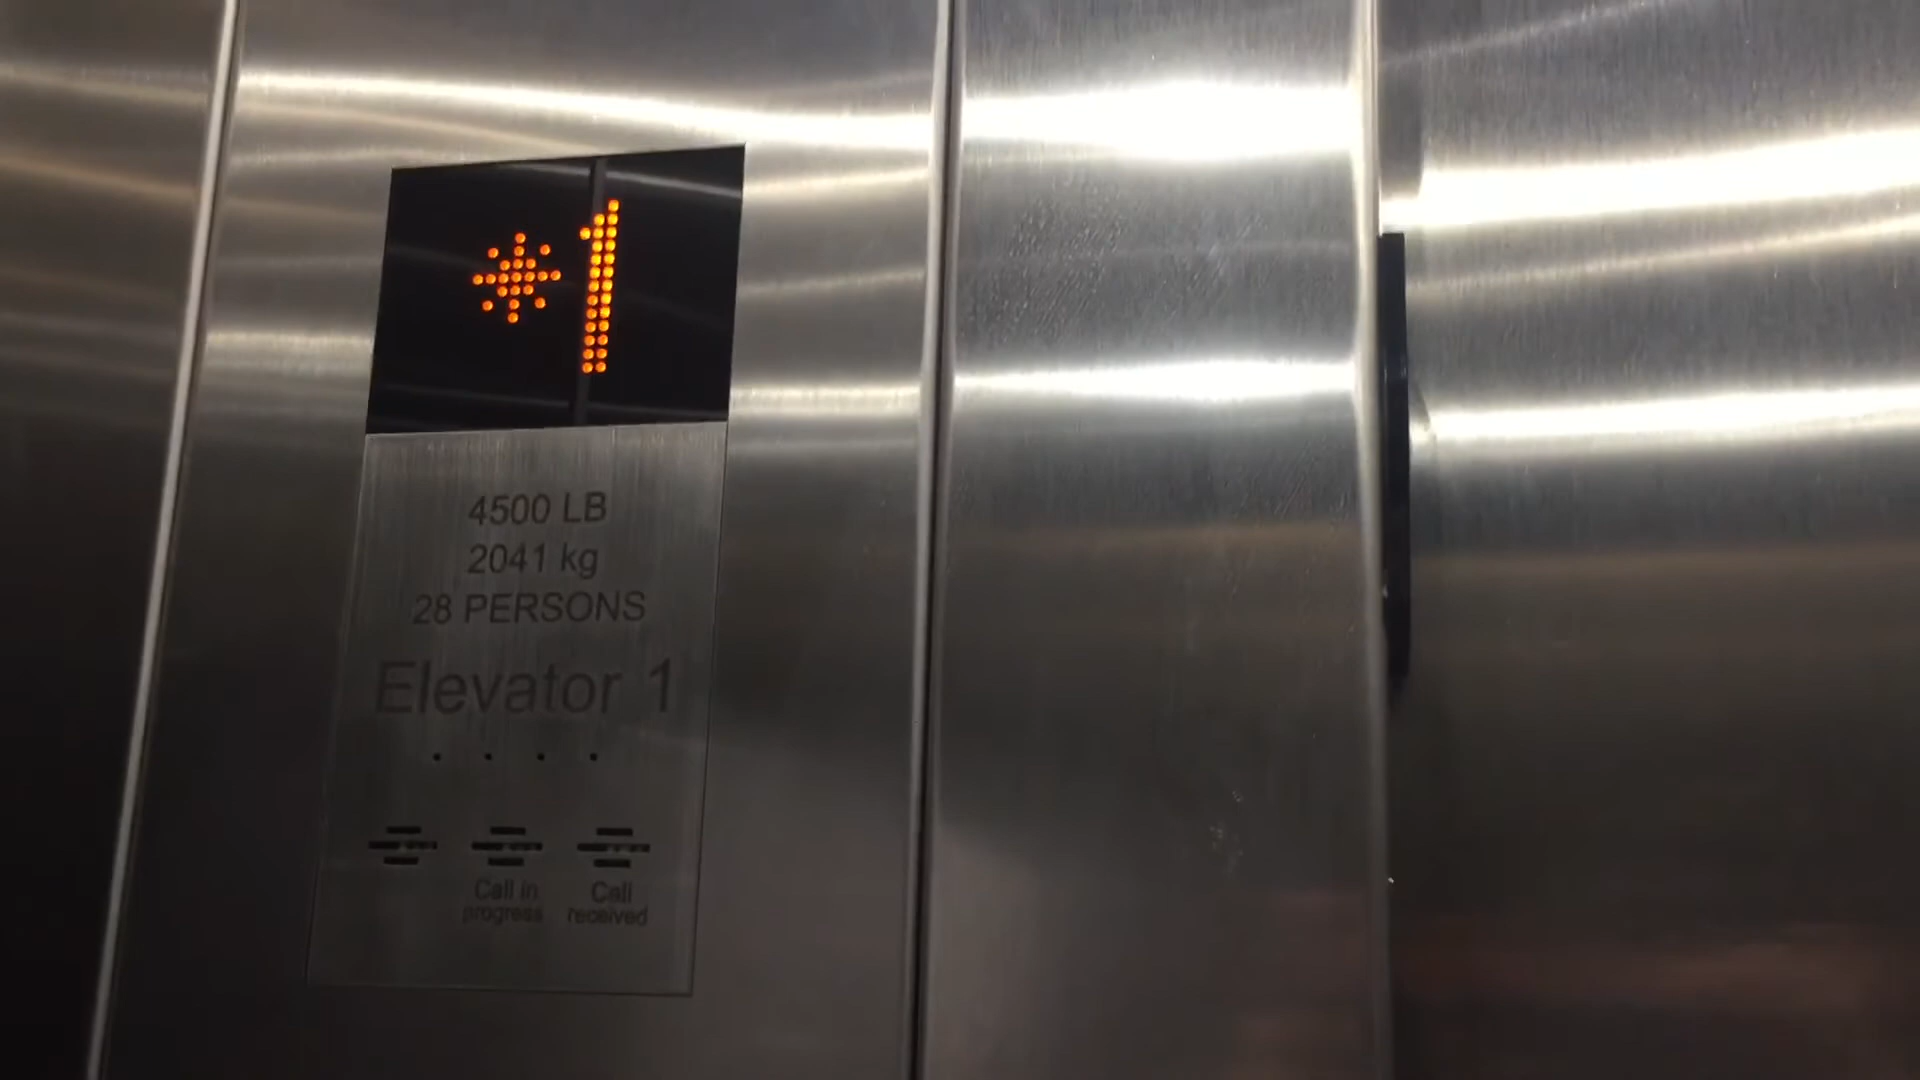 *1
4500 LB
2041 kg
28 PERSONS
Elevator 1
Call in
progress
Call
received